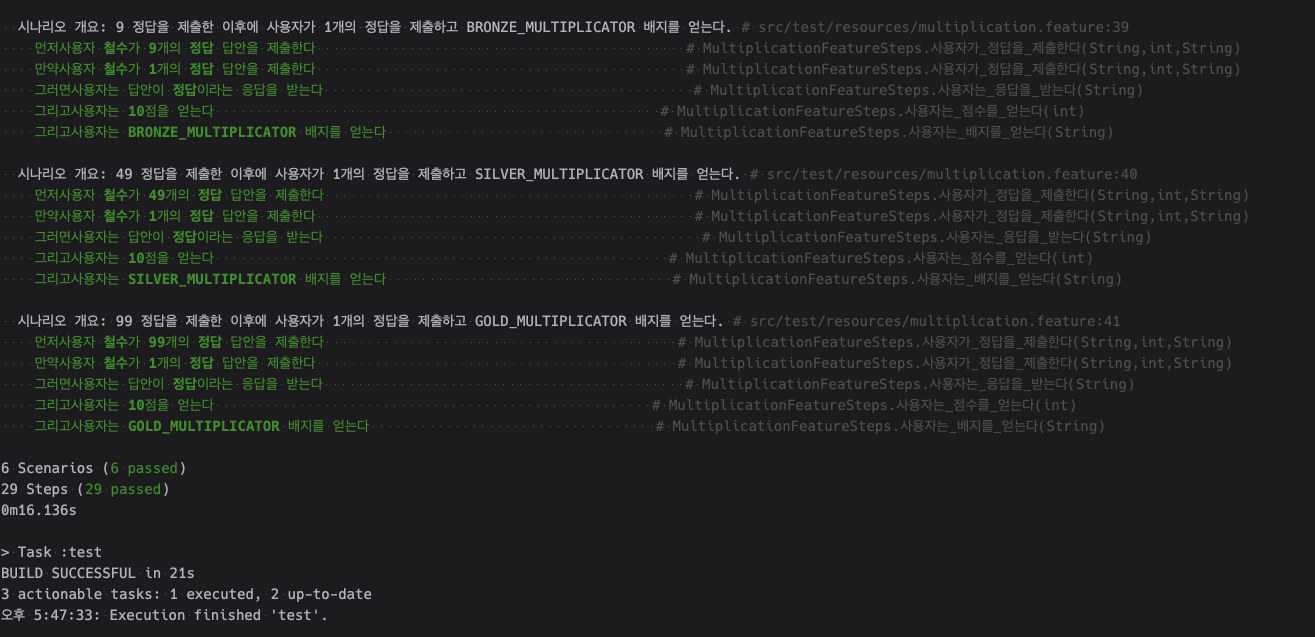 시나리오 개요: 9 정답을 제출한 이후에 사용자가 1개의 정답을 제출하고 BRONZE_MULTIPLICATOR 배지를 얻는다. # src/test/resources/multiplication.feature:39
먼저사용자 철수가 9개의 정답 답안을 제출한다 # MultiplicationFeatureSteps.사용자가_정답을_제출한다(String,int,String)
만약사용자 철수가 1개의 정답 답안을 제출한다 # MultiplicationFeatureSteps.사용자가_정답을_제출한다(String,int,String)
그러면사용자는 답안이 정답이라는 응답을 받는다 # MultiplicationFeatureSteps.사용자는_응답을_받는다(String)
그리고사용자는 10점을 얻는다 # MultiplicationFeatureSteps.사용자는_점수를_얻는다(int)
그리고사용자는 BRONZE_MULTIPLICATOR 배지를 얻는다 # MultiplicationFeatureSteps.사용자는_배지를_얻는다(String)
시나리오 개요: 49 정답을 제출한 이후에 사용자가 1개의 정답을 제출하고 SILVER_MULTIPLICATOR 배지를 얻는다. # src/test/resources/multiplication.feature:40
먼저사용자 철수가 49개의 정답 답안을 제출한다 # MultiplicationFeatureSteps.사용자가_정답을_제출한다(String,int,String)
만약사용자 철수가 1개의 정답 답안을 제출한다 # MultiplicationFeatureSteps.사용자가_정답을_제출한다(String,int,String)
그러면사용자는 답안이 정답이라는 응답을 받는다 # MultiplicationFeatureSteps.사용자는_응답을_받는다(String)
그리고사용자는 10점을 얻는다 # MultiplicationFeatureSteps.사용자는_점수를_얻는다(int)
그리고사용자는 SILVER_MULTIPLICATOR 배지를 얻는다 # MultiplicationFeatureSteps.사용자는_배지를_얻는다(String)
시나리오 개요: 99 정답을 제출한 이후에 사용자가 1개의 정답을 제출하고 GOLD_MULTIPLICATOR 배지를 얻는다. # src/test/resources/multiplication.feature:41
먼저사용자 철수가 99개의 정답 답안을 제출한다 # MultiplicationFeatureSteps.사용자가_정답을_제출한다(String,int,String)
만약사용자 철수가 1개의 정답 답안을 제출한다 # MultiplicationFeatureSteps.사용자가_정답을_제출한다(String,int,String)
그러면사용자는 답안이 정답이라는 응답을 받는다 # MultiplicationFeatureSteps.사용자는_응답을_받는다(String)
그리고사용자는 10점을 얻는다 # MultiplicationFeatureSteps.사용자는_점수를_얻는다(int)
그리고사용자는 GOLD_MULTIPLICATOR 배지를 얻는다 # MultiplicationFeatureSteps.사용자는_배지를_얻는다(String)
6 Scenarios (6 passed)
29 Steps (29 passed)
0m16.136s
> Task :test
BUILD SUCCESSFUL in 21s
3 actionable tasks: 1 executed, 2 up-to-date
오후 5:47:33: Execution finished 'test'.